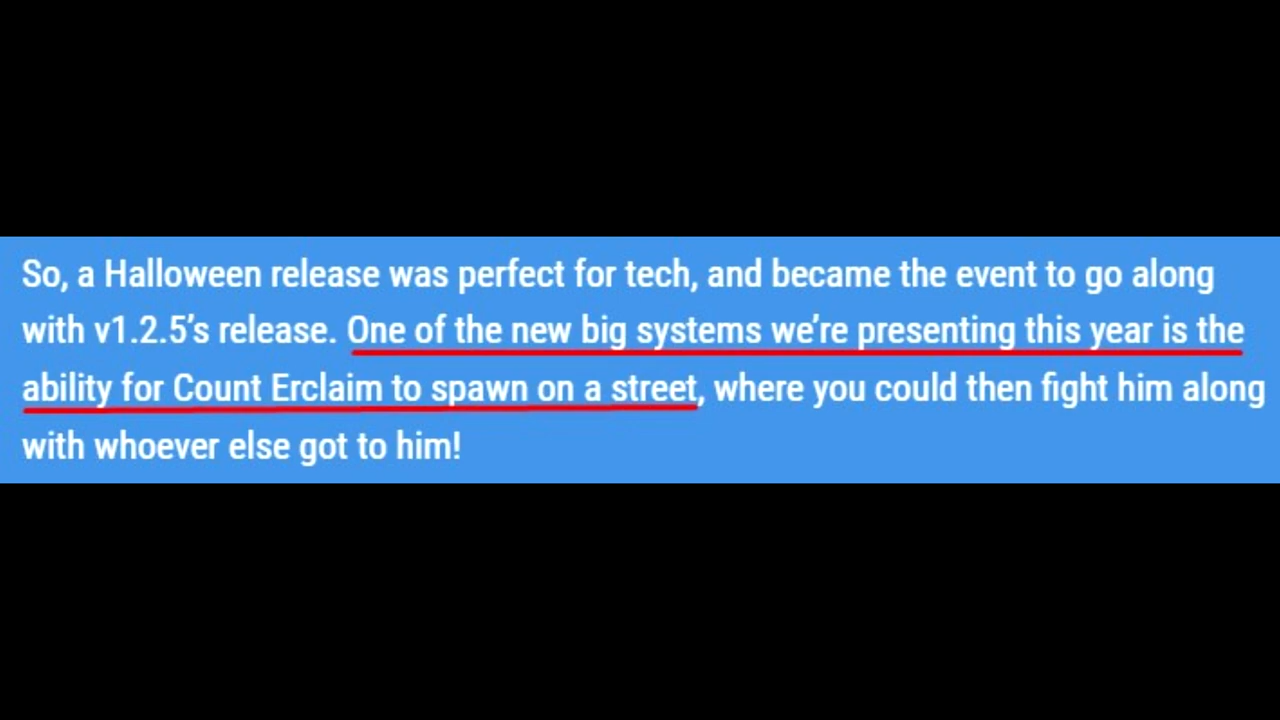 So, a Halloween release was perfect for tech, and became the event to go along
with v1.2.5’s release. One of the new big systems we’re presenting this year is the
ability for Count Erclaim to spawn on a street, where you could then fight him along
with whoever else got to him!